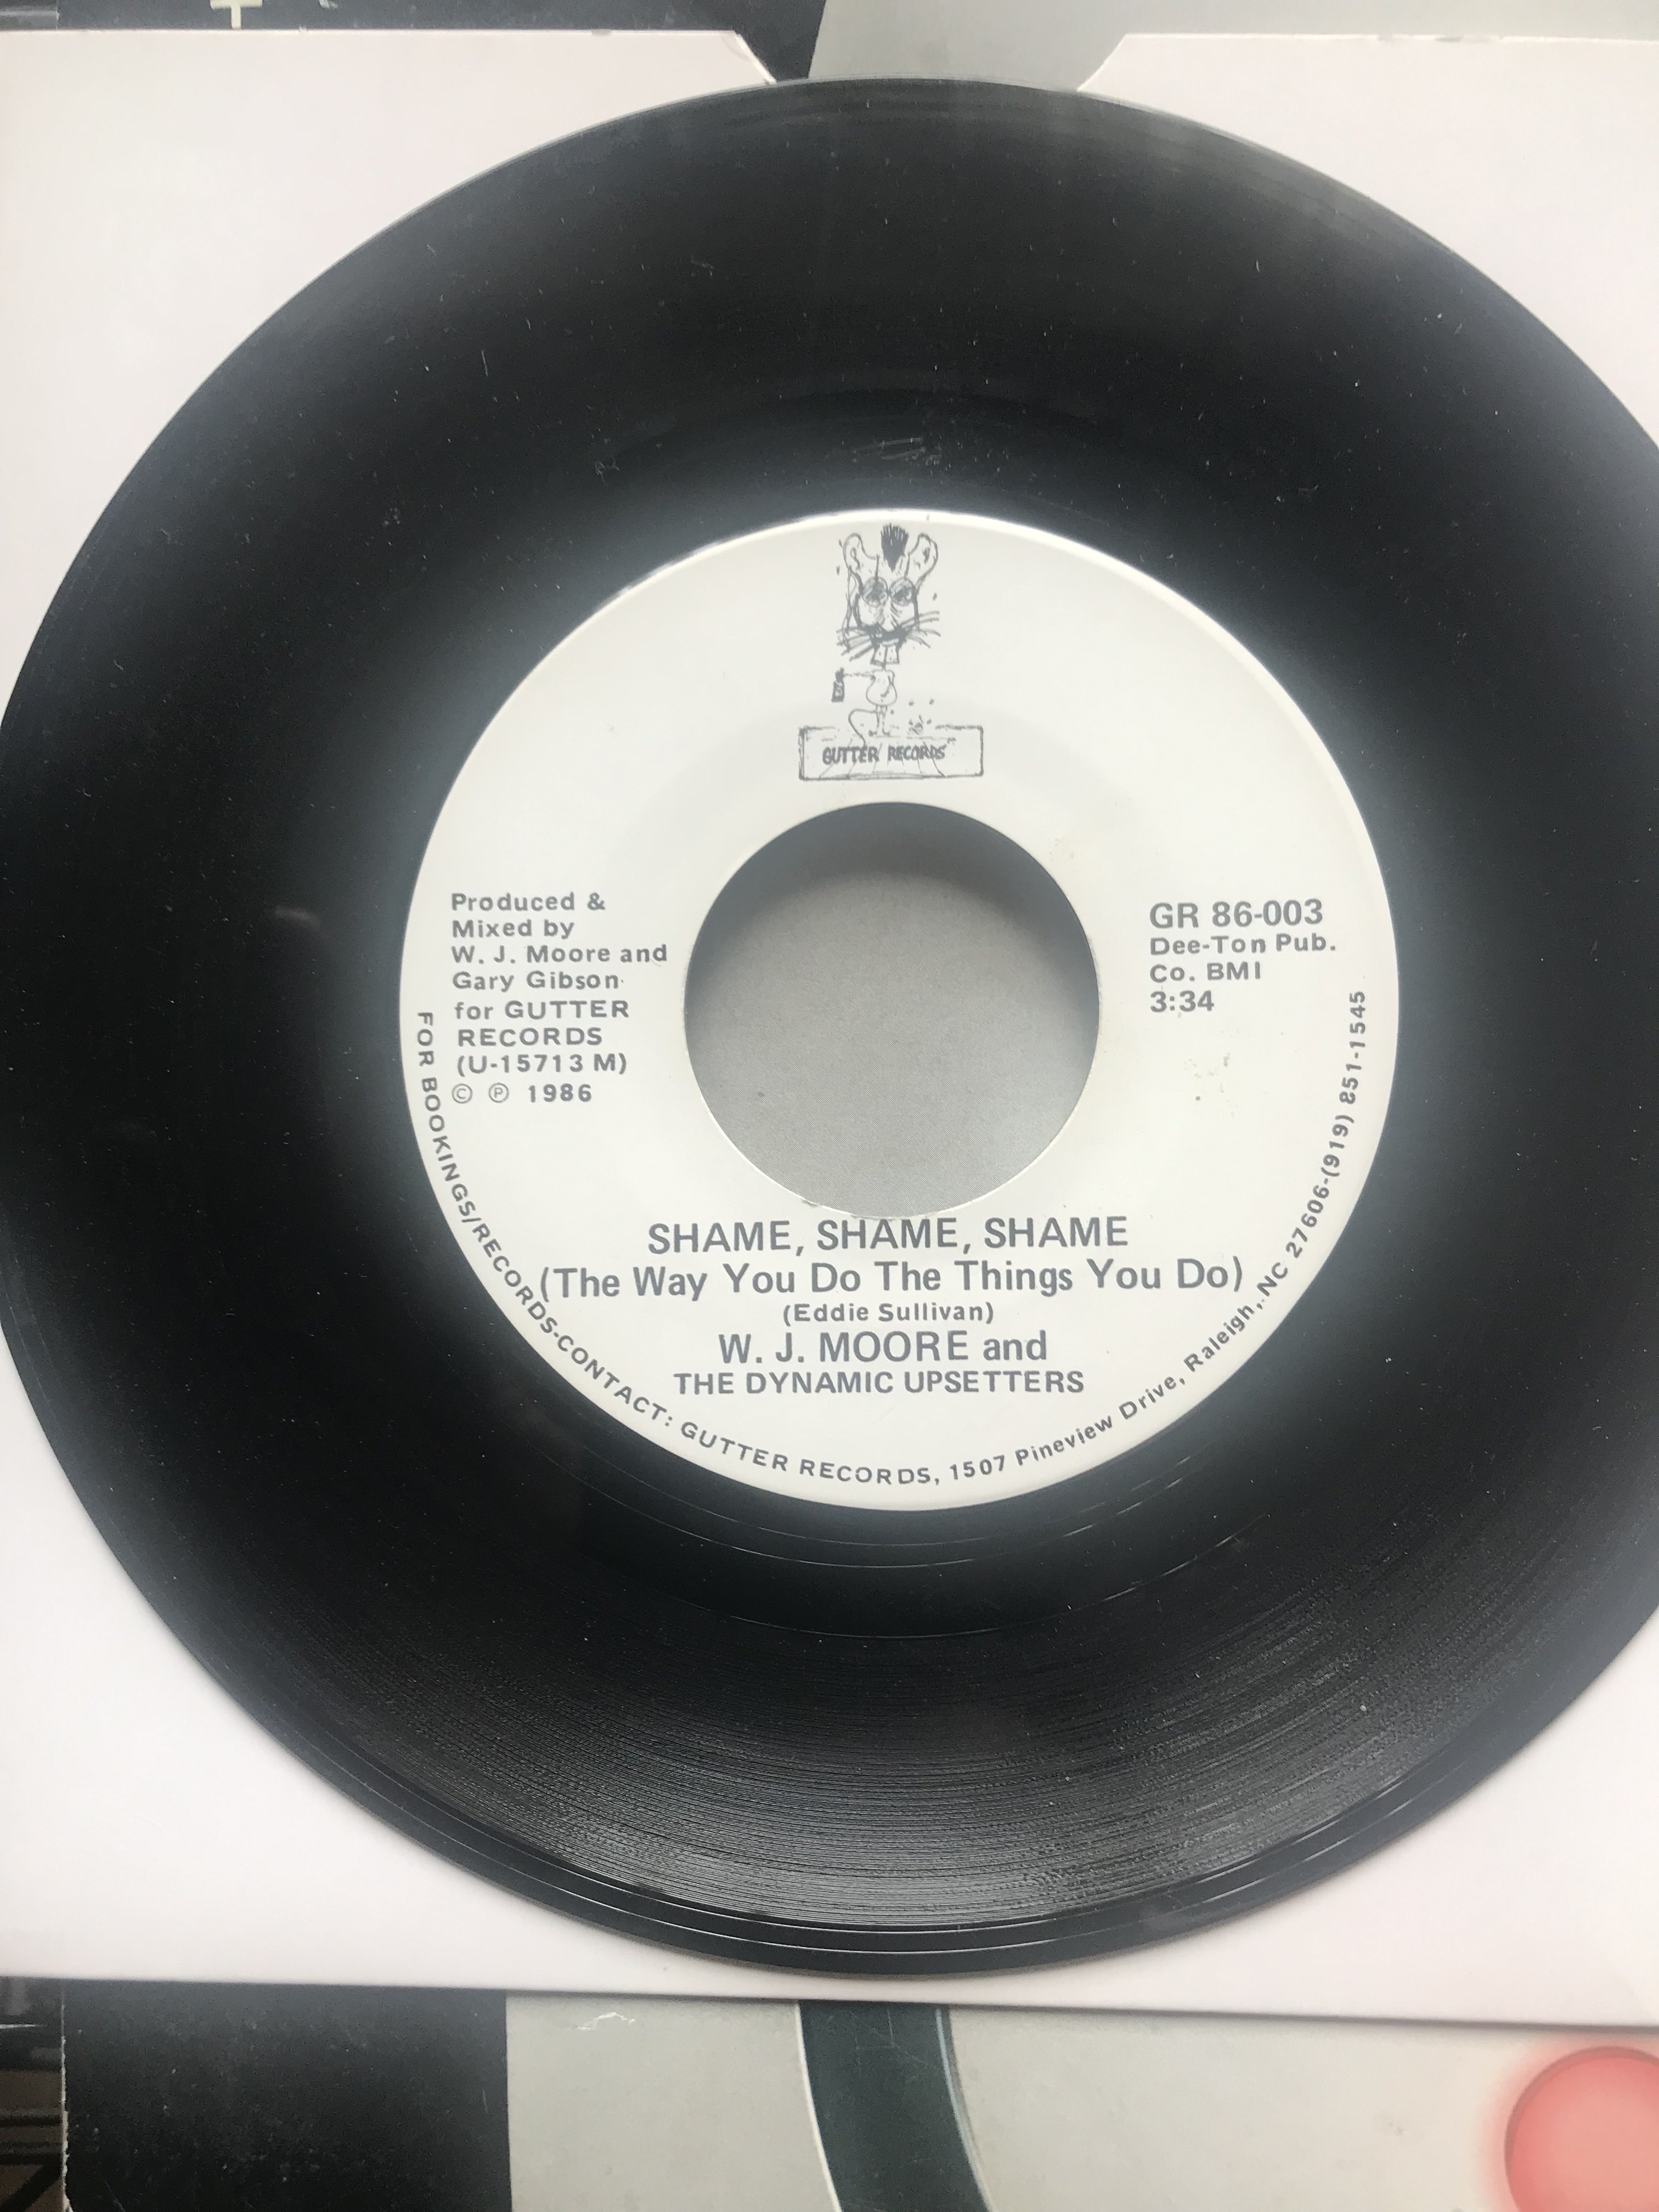 GUTTER RECORDS
Produced &
Mixed by
W. J. Moore and
Gary Gibson
for GUTTER
RECORDS
(U-15713 M)
© ℗ 1986
GR 86-003
Dee-Ton Pub.
Co. BMI
3:34
SHAME, SHAME, SHAME
(The Way You Do The Things You Do)
(Eddie Sullivan)
W. J. MOORE and
THE DYNAMIC UPSETTERS
FOR BOOKINGS/RECORDS-CONTACT: GUTTER RECORDS, 1507 Pineview Drive, Raleigh, NC 27606-(919) 851-1545